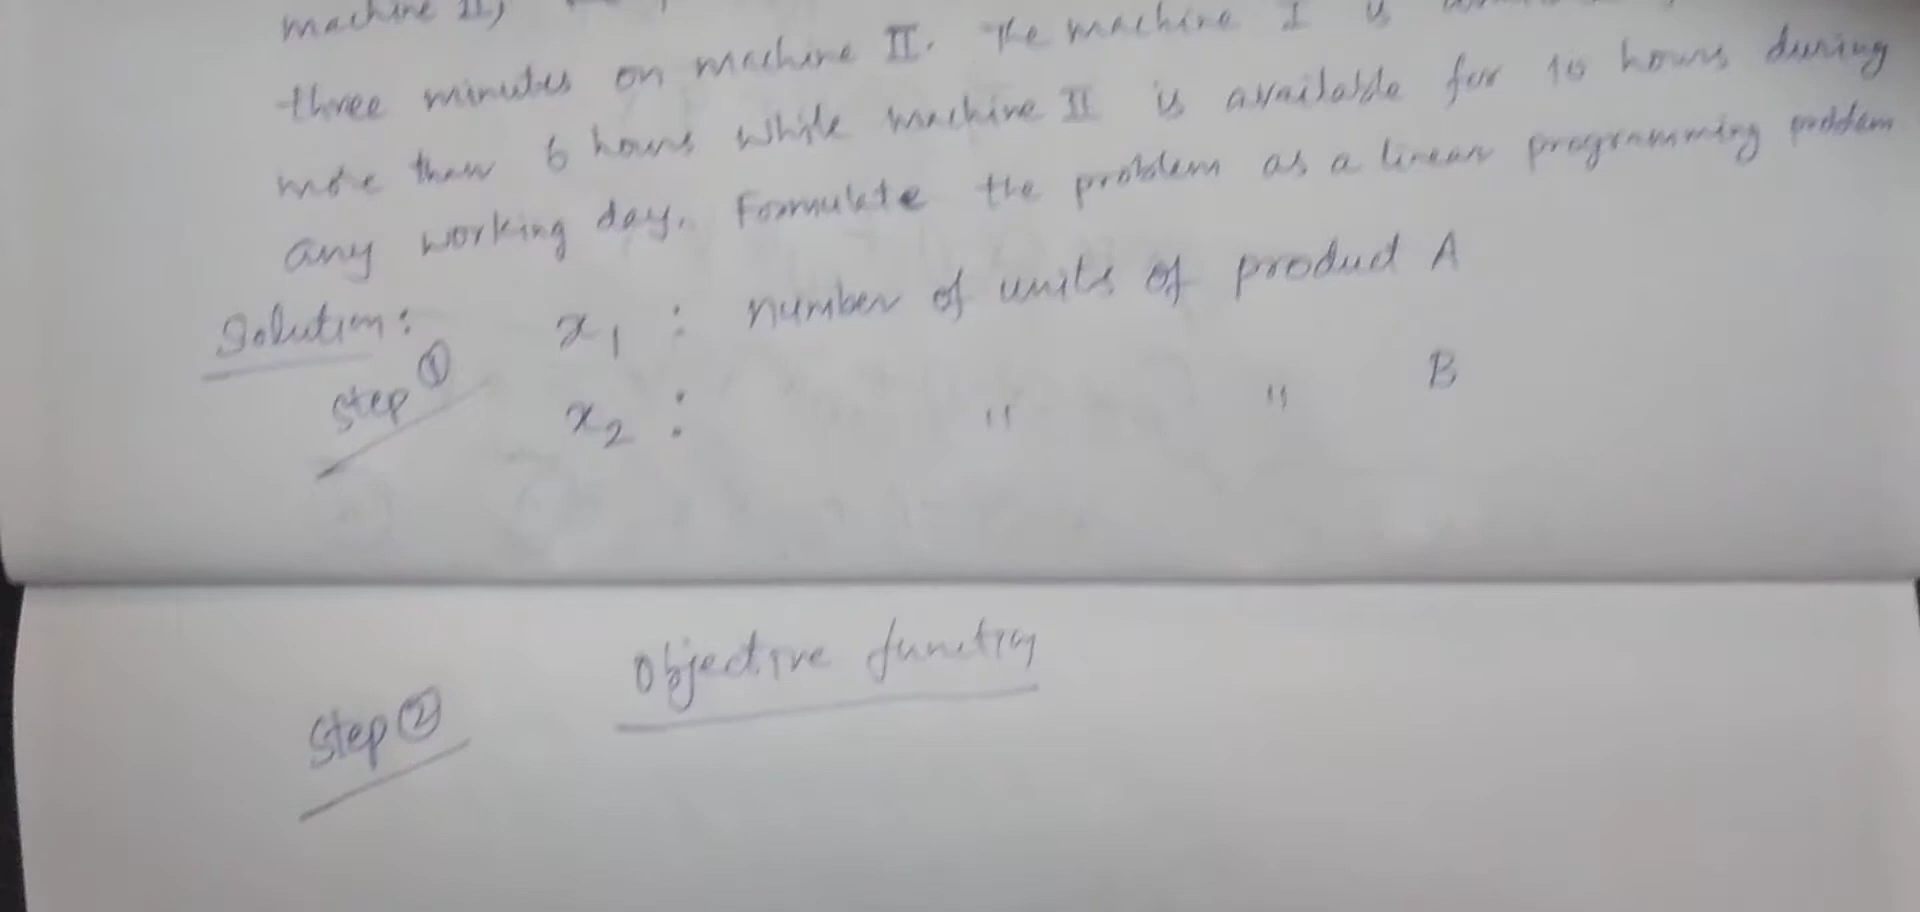 machine II)
three minutes on machine II. The machine I is
more than 6 hours while machine II is available for 10 hours during
any working day. Formulate the problem as a linear programming problem
Solution:
Step ① x1 : number of units of product A
x2 : " " B
Step ② Objective function